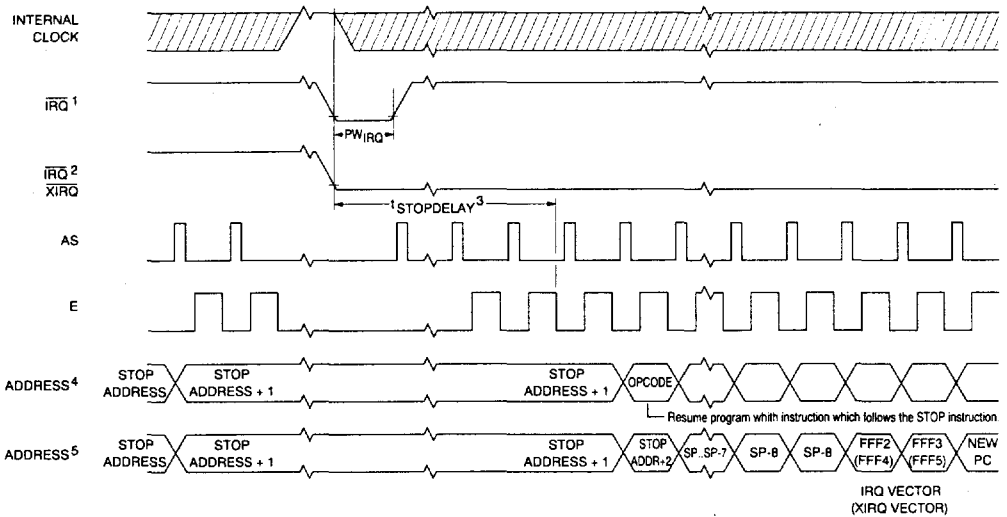 INTERNAL
CLOCK
IRQ 1
PWIRQ
IRQ 2
XIRQ
tSTOPDELAY3
AS
E
ADDRESS4
STOP
ADDRESS
STOP
ADDRESS + 1
STOP
ADDRESS + 1
OPCODE
Resume program whith instruction which follows the STOP instruction
ADDRESS5
STOP
ADDRESS
STOP
ADDRESS + 1
STOP
ADDRESS + 1
STOP
ADDR+2
SP..SP-7
SP-8
SP-8
FFF2
(FFF4)
FFF3
(FFF5)
NEW
PC
IRQ VECTOR
(XIRQ VECTOR)